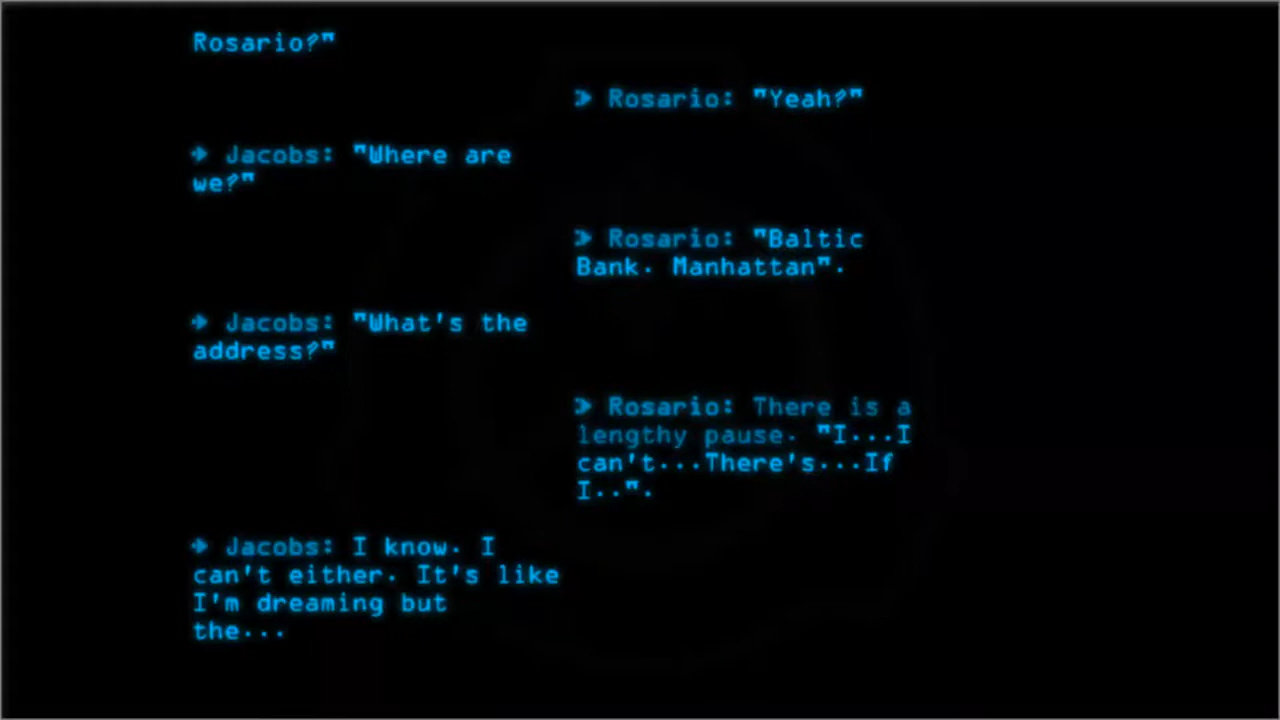 Rosario?"
> Rosario: "Yeah?"
→ Jacobs: "Where are
we?"
> Rosario: "Baltic
Bank. Manhattan".
→ Jacobs: "What's the
address?"
> Rosario: There is a
lengthy pause. "I...I
can't...There's...If
I..".
→ Jacobs: I know. I
can't either. It's like
I'm dreaming but
the...